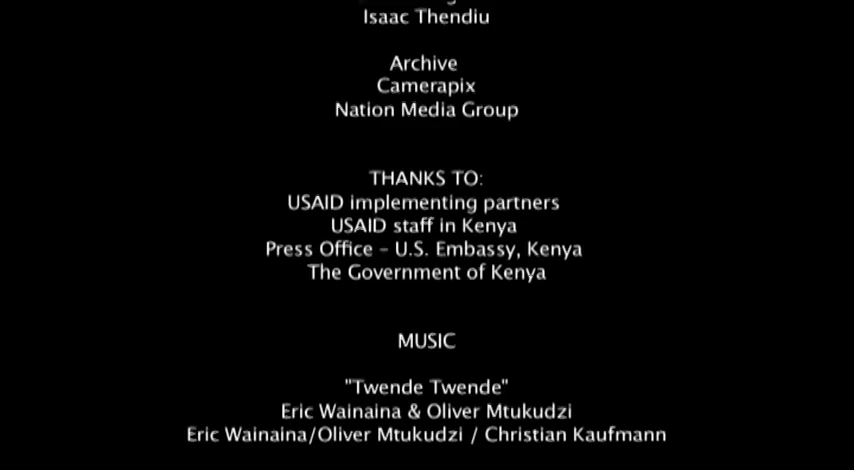 Isaac Thendiu
Archive
Camerapix
Nation Media Group
THANKS TO:
USAID implementing partners
USAID staff in Kenya
Press Office - U.S. Embassy, Kenya
The Government of Kenya
MUSIC
"Twende Twende"
Eric Wainaina & Oliver Mtukudzi
Eric Wainaina/Oliver Mtukudzi / Christian Kaufmann